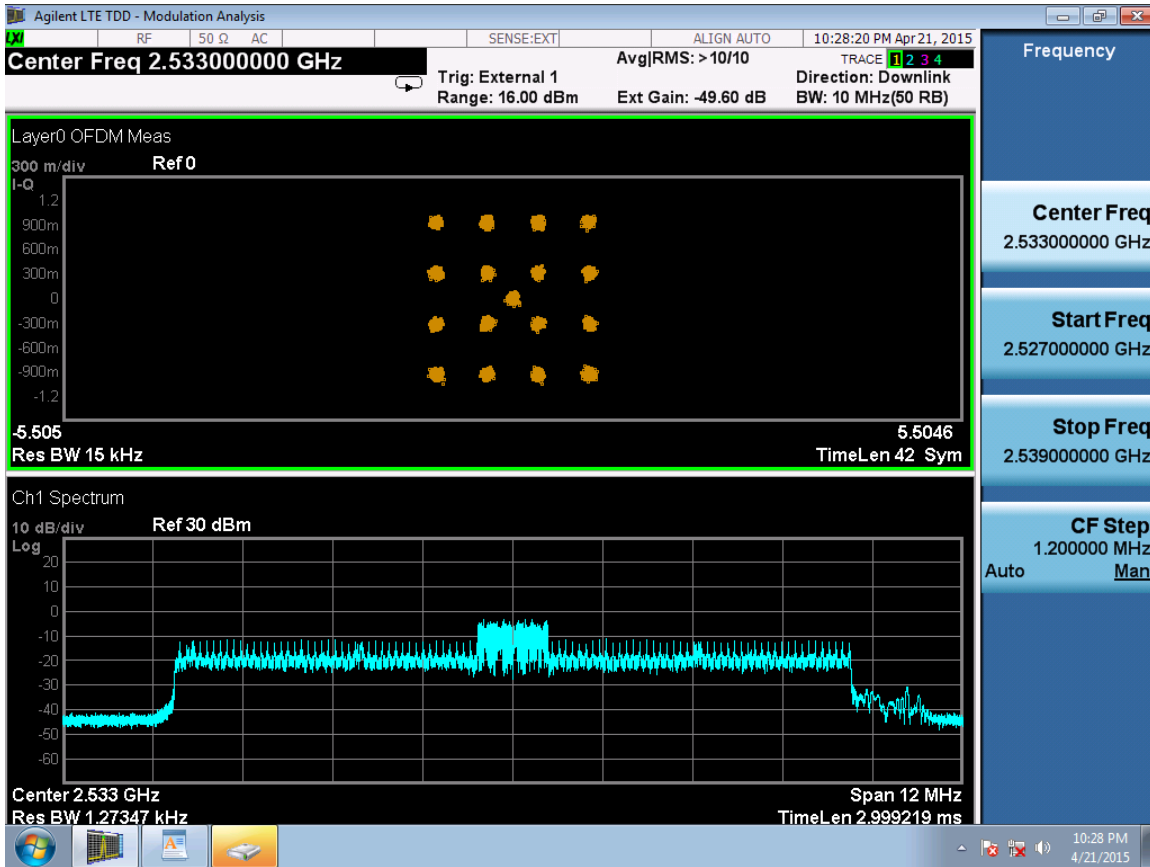 Agilent LTE TDD - Modulation Analysis
LXI RF 50 Ω AC SENSE:EXT ALIGN AUTO 10:28:20 PM Apr 21, 2015
Center Freq 2.533000000 GHz
Avg|RMS: >10/10 TRACE 1 2 3 4
Trig: External 1 Direction: Downlink
Range: 16.00 dBm Ext Gain: -49.60 dB BW: 10 MHz(50 RB)
Frequency
Layer0 OFDM Meas
300 m/div Ref 0
I-Q
1.2
900m
600m
300m
0
-300m
-600m
-900m
-1.2
-5.505 5.5046
Res BW 15 kHz TimeLen 42 Sym
Ch1 Spectrum
10 dB/div Ref 30 dBm
Log
20
10
0
-10
-20
-30
-40
-50
-60
Center 2.533 GHz Span 12 MHz
Res BW 1.27347 kHz TimeLen 2.999219 ms
Center Freq
2.533000000 GHz
Start Freq
2.527000000 GHz
Stop Freq
2.539000000 GHz
CF Step
1.200000 MHz
Auto Man
10:28 PM
4/21/2015